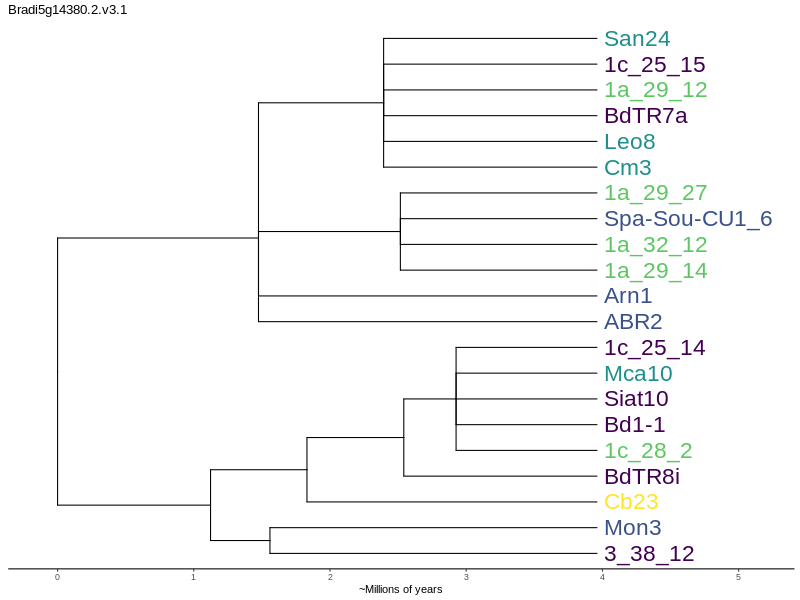 Bradi5g14380.2.v3.1
San24
1c_25_15
1a_29_12
BdTR7a
Leo8
Cm3
1a_29_27
Spa-Sou-CU1_6
1a_32_12
1a_29_14
Arn1
ABR2
1c_25_14
Mca10
Siat10
Bd1-1
1c_28_2
BdTR8i
Cb23
Mon3
3_38_12
0 1 2 3 4 5
~Millions of years